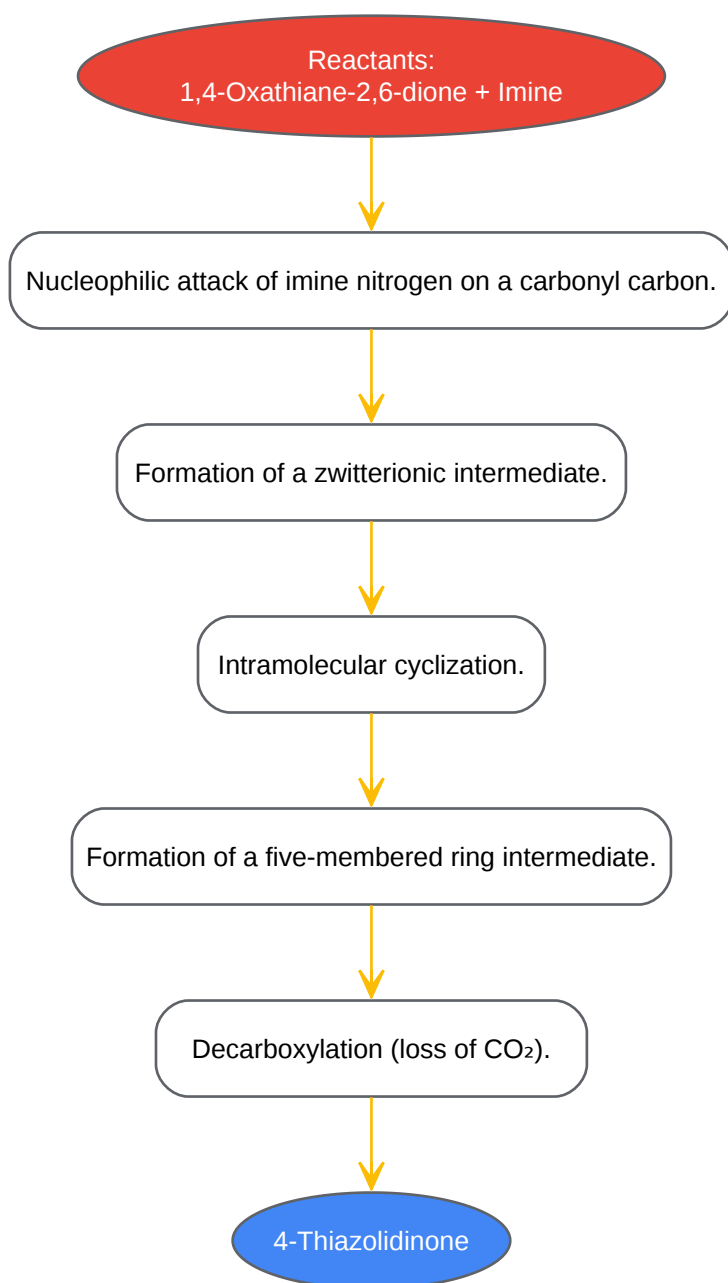 Reactants:
1,4-Oxathiane-2,6-dione + Imine
Nucleophilic attack of imine nitrogen on a carbonyl carbon.
Formation of a zwitterionic intermediate.
Intramolecular cyclization.
Formation of a five-membered ring intermediate.
Decarboxylation (loss of CO₂).
4-Thiazolidinone